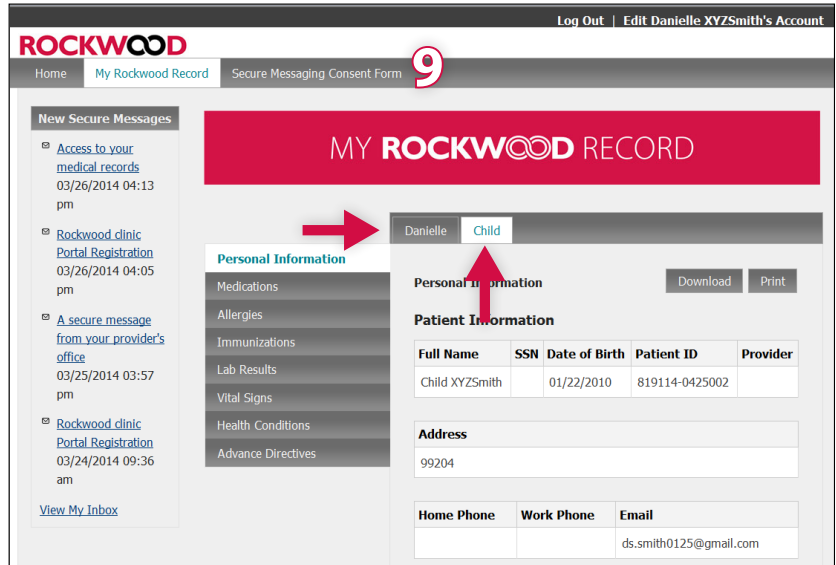 Log Out | Edit Danielle XYZSmith's Account
ROCKWOOD
Home My Rockwood Record Secure Messaging Consent Form 9
New Secure Messages
Access to your
medical records
03/26/2014 04:13
pm
Rockwood clinic
Portal Registration
03/26/2014 04:05
pm
A secure message
from your provider's
office
03/25/2014 03:57
pm
Rockwood clinic
Portal Registration
03/24/2014 09:36
am
View My Inbox
MY ROCKWOOD RECORD
Personal Information
Medications
Allergies
Immunizations
Lab Results
Vital Signs
Health Conditions
Advance Directives
Danielle Child
Personal Information Download Print
Patient Information
Full Name SSN Date of Birth Patient ID Provider
Child XYZSmith 01/22/2010 819114-0425002
Address
99204
Home Phone Work Phone Email
ds.smith0125@gmail.com